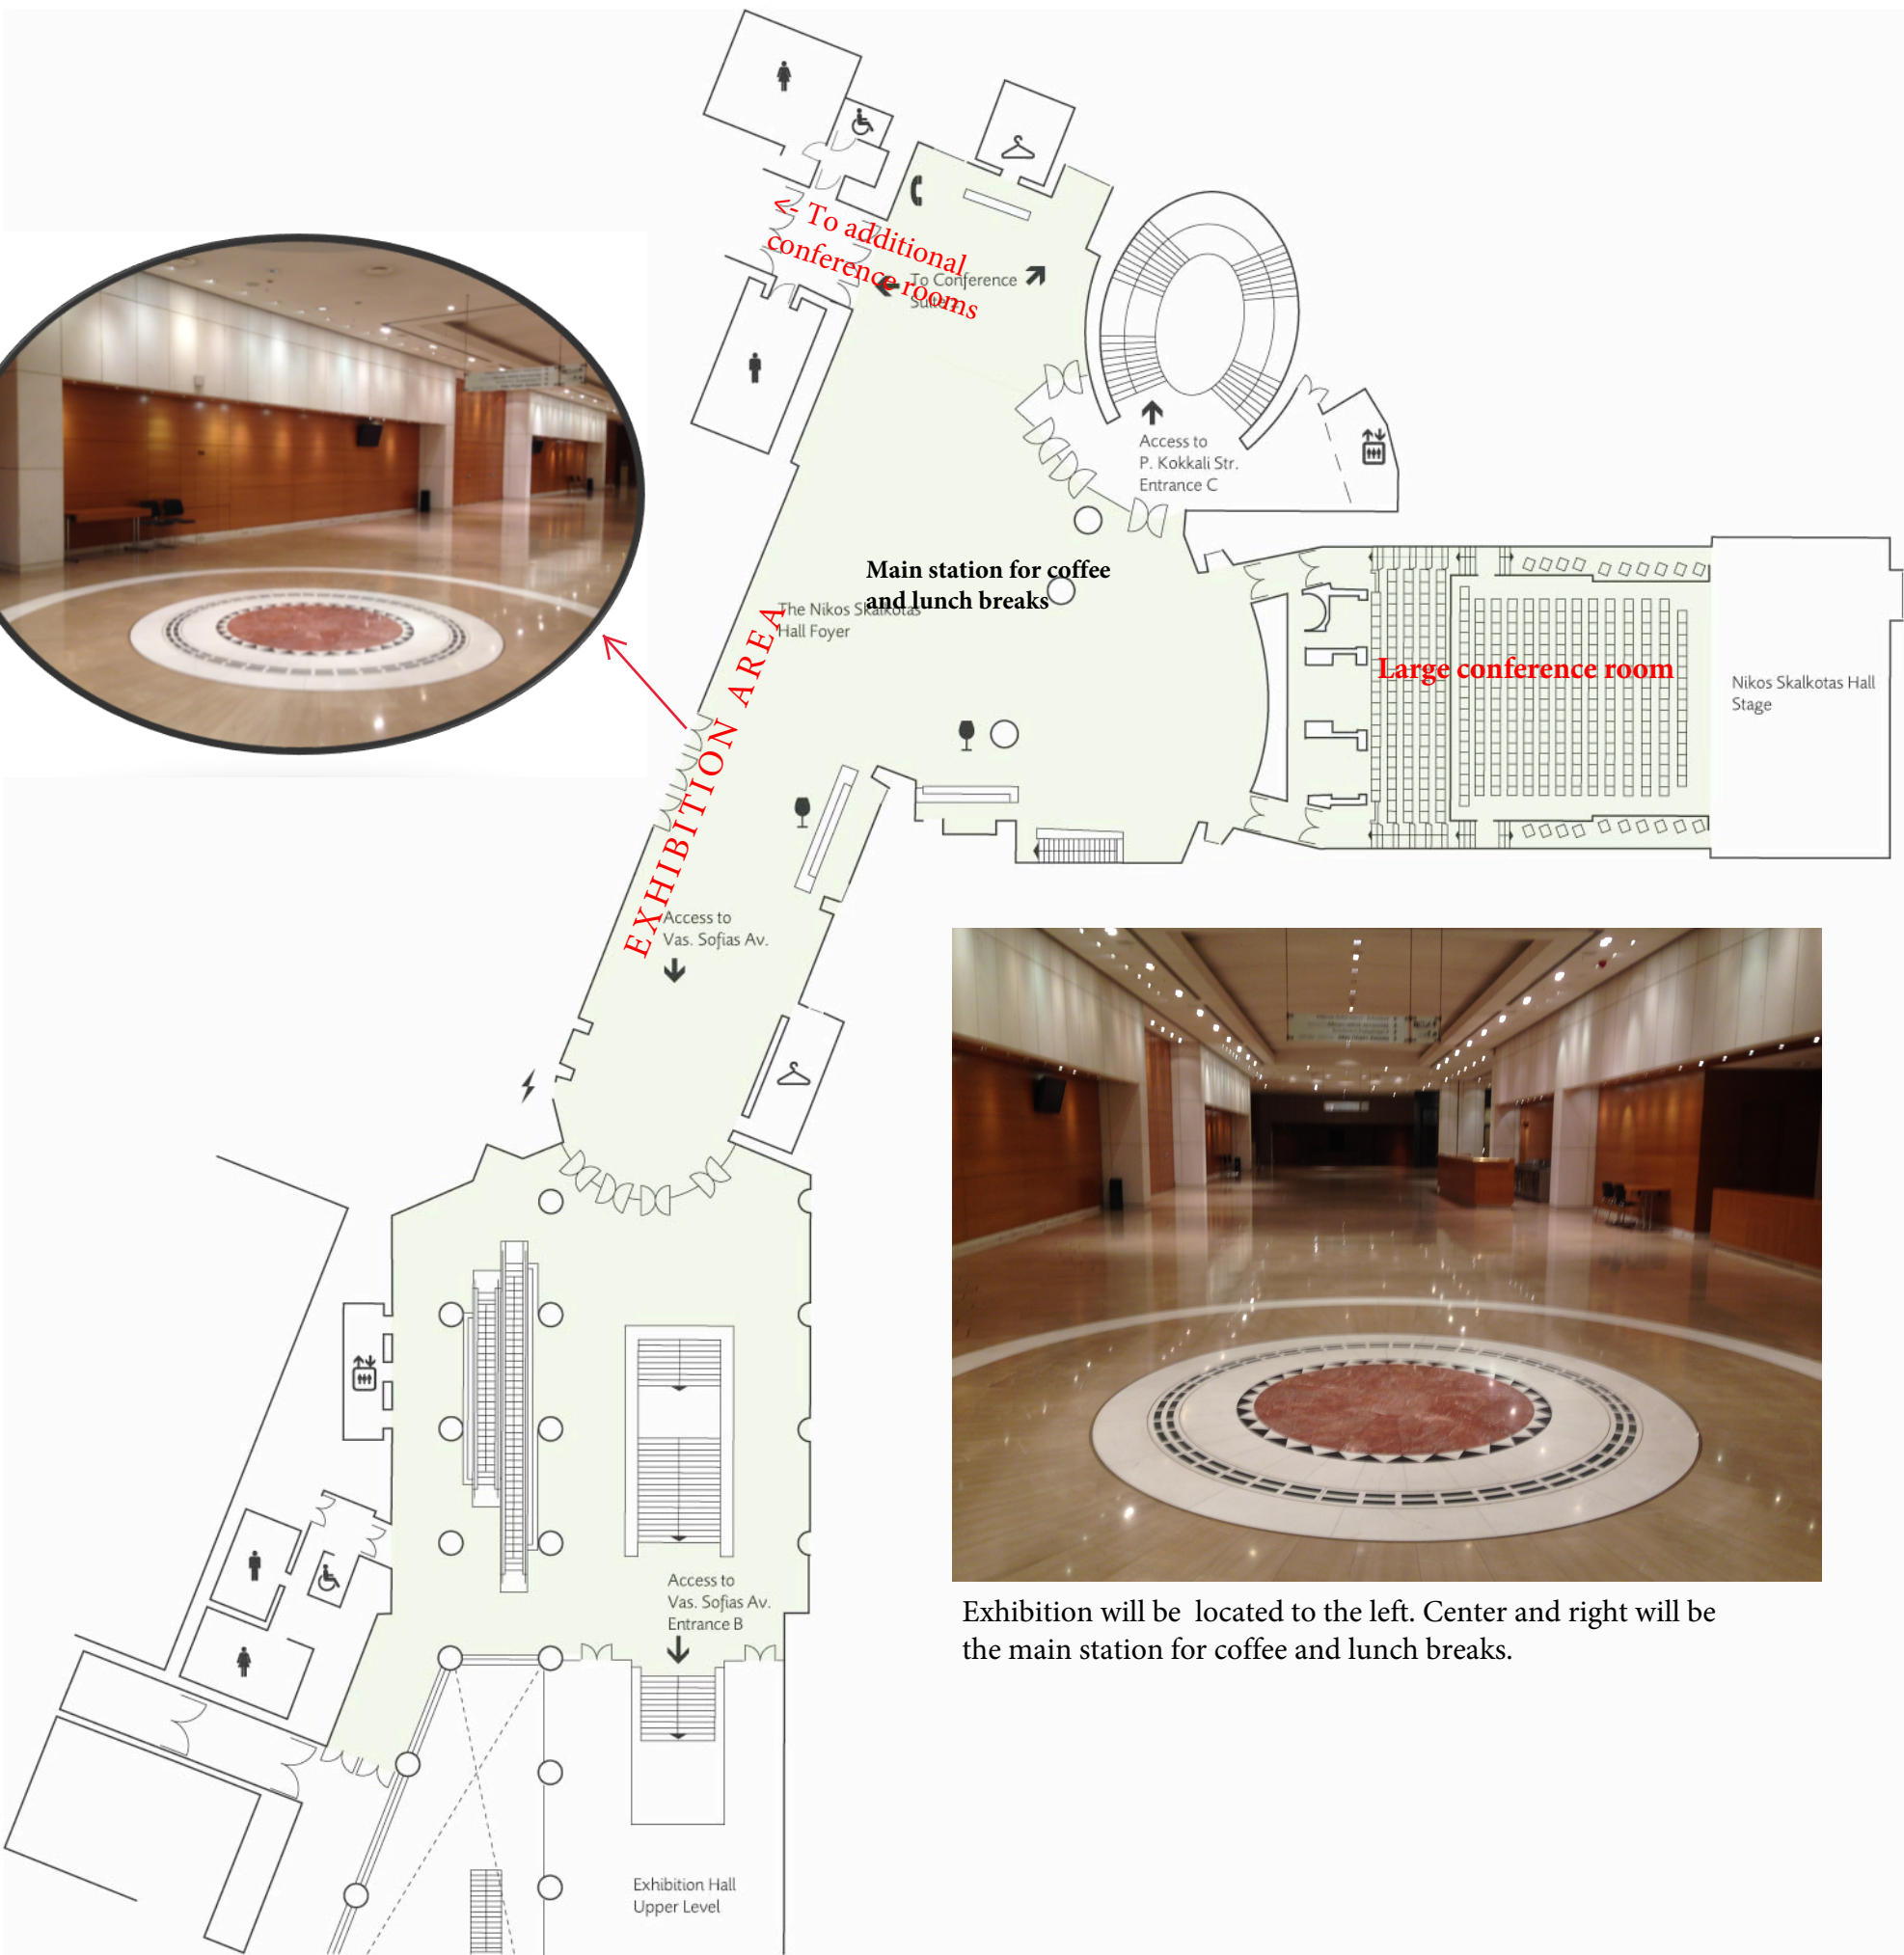 <- To additional
conference rooms
To Conference
Access to
P. Kokkali Str.
Entrance C
Main station for coffee
and lunch breaks
The Nikos Skalkotas
Hall Foyer
Large conference room
Nikos Skalkotas Hall
Stage
EXHIBITION AREA
Access to
Vas. Sofias Av.
Access to
Vas. Sofias Av.
Entrance B
Exhibition will be located to the left. Center and right will be
the main station for coffee and lunch breaks.
Exhibition Hall
Upper Level